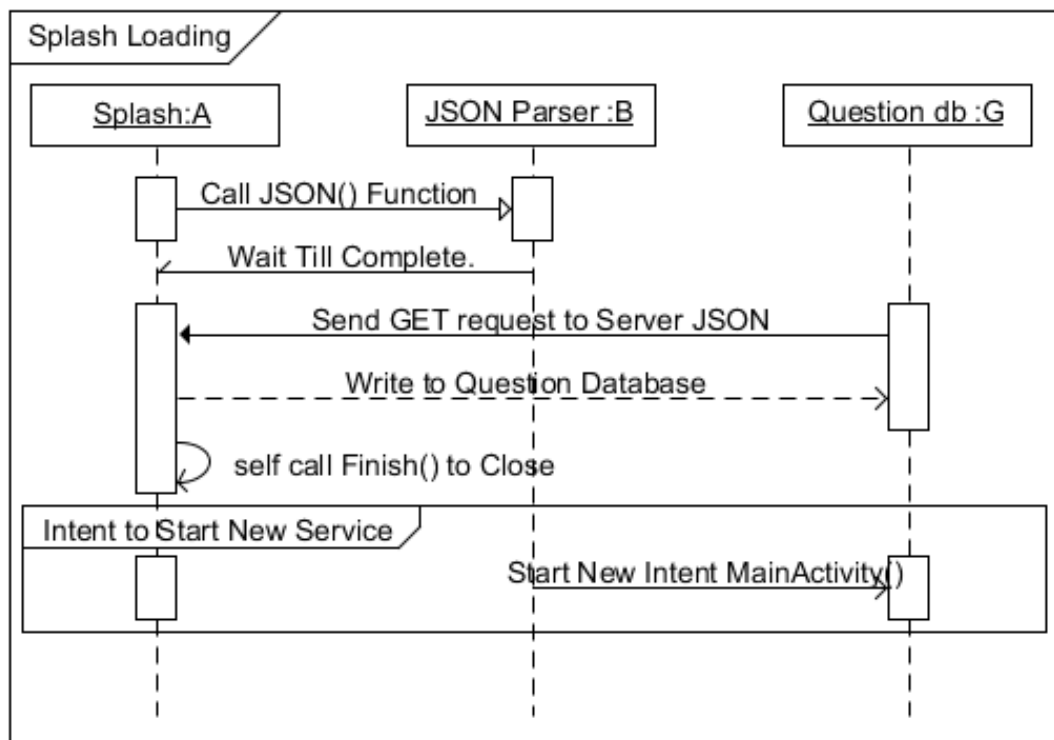 Splash Loading
Splash:A
JSON Parser :B
Question db :G
Call JSON() Function
Wait Till Complete.
Send GET request to Server JSON
Write to Question Database
self call Finish() to Close
Intent to Start New Service
Start New Intent MainActivity()